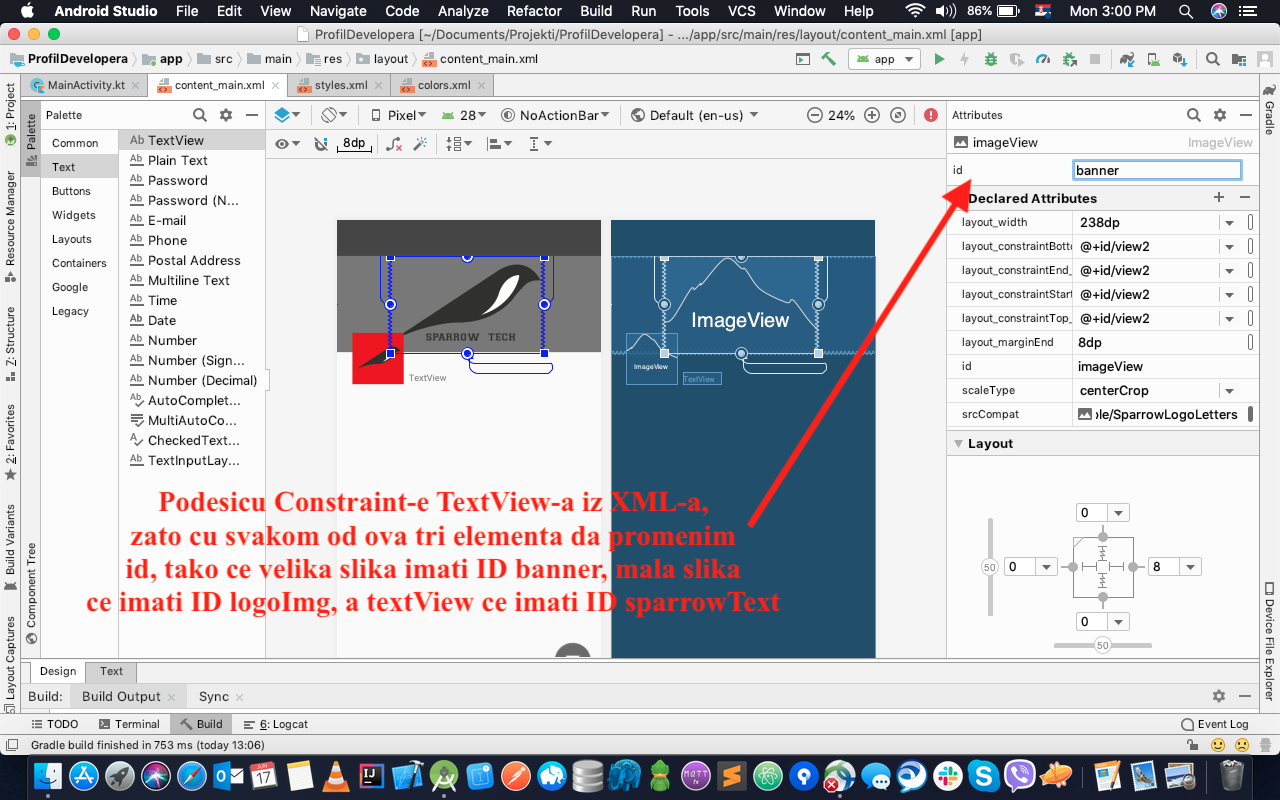 Android Studio File Edit View Navigate Code Analyze Refactor Build Run Tools VCS Window Help 86% Mon 3:00 PM
ProfilDevelopera [~/Documents/Projekti/ProfilDevelopera] - .../app/src/main/res/layout/content_main.xml [app]
ProfilDevelopera app src main res layout content_main.xml app
MainActivity.kt content_main.xml styles.xml colors.xml
1: Project
Resource Manager
Z: Structure
2: Favorites
Build Variants
Layout Captures
Palette
Component Tree
Palette
Common
Text
Buttons
Widgets
Layouts
Containers
Google
Legacy
Ab TextView
Ab Plain Text
Ab Password
Ab Password (N...
Ab E-mail
Ab Phone
Ab Postal Address
Ab Multiline Text
Ab Time
Ab Date
Ab Number
Ab Number (Sign...
Ab Number (Decimal)
AutoComplet...
MultiAutoCo...
CheckedText...
Ab TextInputLay...
Pixel 28 NoActionBar Default (en-us) 24%
8dp
SPARROW TECH
TextView
ImageView
ImageView
TextView
Podesicu Constraint-e TextView-a iz XML-a,
zato cu svakom od ova tri elementa da promenim
id, tako ce velika slika imati ID banner, mala slika
ce imati ID logoImg, a textView ce imati ID sparrowText
Attributes
imageView ImageView
id banner
Declared Attributes
layout_width 238dp
layout_constraintBotto @+id/view2
layout_constraintEnd_ @+id/view2
layout_constraintStart @+id/view2
layout_constraintTop_ @+id/view2
layout_marginEnd 8dp
id imageView
scaleType centerCrop
srcCompat ble/SparrowLogoLetters
Layout
0
50 0 8
0
50
Gradle
Device File Explorer
Design Text
Build: Build Output Sync
TODO Terminal Build 6: Logcat Event Log
Gradle build finished in 753 ms (today 13:06)
JUN
17
IJ
MATT
fx